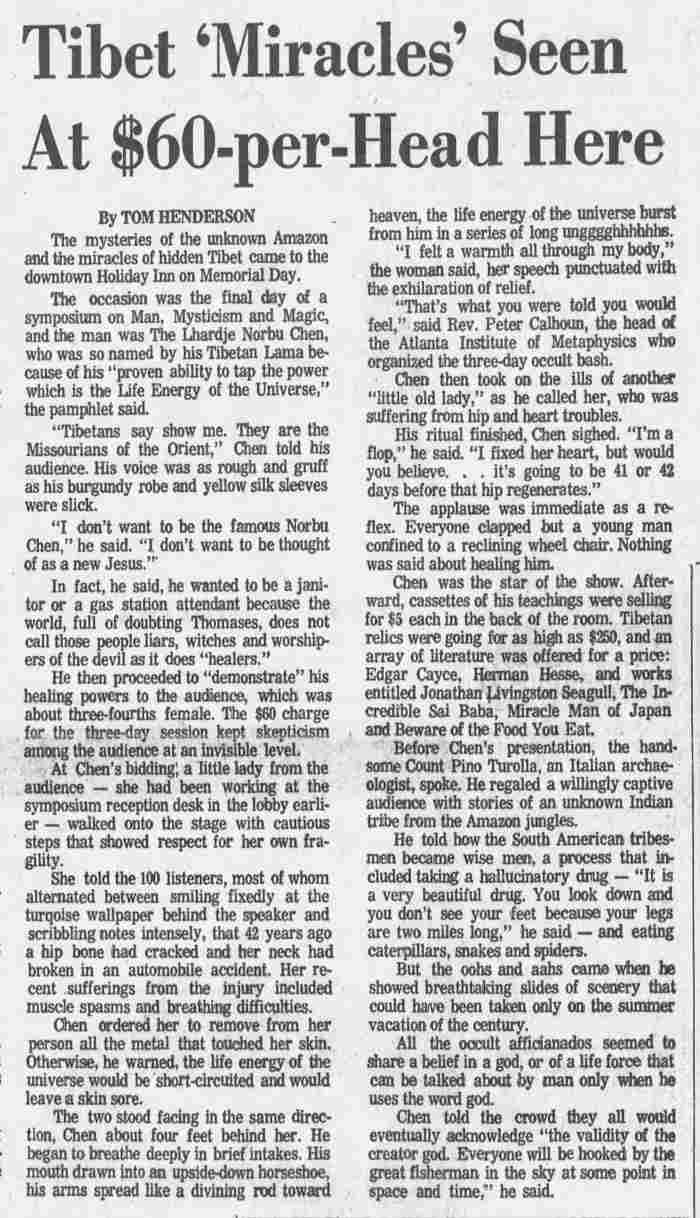 Tibet ‘Miracles’ Seen
At $60-per-Head Here
By TOM HENDERSON
The mysteries of the unknown Amazon
and the miracles of hidden Tibet came to the
downtown Holiday Inn on Memorial Day.
The occasion was the final day of a
symposium on Man, Mysticism and Magic,
and the man was The Lhardje Norbu Chen,
who was so named by his Tibetan Lama be-
cause of his “proven ability to tap the power
which is the Life Energy of the Universe,”
the pamphlet said.
“Tibetans say show me. They are the
Missourians of the Orient,” Chen told his
audience. His voice was as rough and gruff
as his burgundy robe and yellow silk sleeves
were slick.
“I don’t want to be the famous Norbu
Chen,” he said. “I don’t want to be thought
of as a new Jesus.”
In fact, he said, he wanted to be a jani-
tor or a gas station attendant because the
world, full of doubting Thomases, does not
call those people liars, witches and worship-
ers of the devil as it does “healers.”
He then proceeded to “demonstrate” his
healing powers to the audience, which was
about three-fourths female. The $60 charge
for the three-day session kept skepticism
among the audience at an invisible level.
At Chen’s bidding, a little lady from the
audience — she had been working at the
symposium reception desk in the lobby earli-
er — walked onto the stage with cautious
steps that showed respect for her own fra-
gility.
She told the 100 listeners, most of whom
alternated between smiling fixedly at the
turqoise wallpaper behind the speaker and
scribbling notes intensely, that 42 years ago
a hip bone had cracked and her neck had
broken in an automobile accident. Her re-
cent sufferings from the injury included
muscle spasms and breathing difficulties.
Chen ordered her to remove from her
person all the metal that touched her skin.
Otherwise, he warned, the life energy of the
universe would be short-circuited and would
leave a skin sore.
The two stood facing in the same direc-
tion, Chen about four feet behind her. He
began to breathe deeply in brief intakes. His
mouth drawn into an upside-down horseshoe,
his arms spread like a divining rod toward
heaven, the life energy of the universe burst
from him in a series of long ungggghhhhhhs.
“I felt a warmth all through my body,”
the woman said, her speech punctuated with
the exhilaration of relief.
“That’s what you were told you would
feel,” said Rev. Peter Calhoun, the head of
the Atlanta Institute of Metaphysics who
organized the three-day occult bash.
Chen then took on the ills of another
“little old lady,” as he called her, who was
suffering from hip and heart troubles.
His ritual finished, Chen sighed. “I’m a
flop,” he said. “I fixed her heart, but would
you believe. . . it’s going to be 41 or 42
days before that hip regenerates.”
The applause was immediate as a re-
flex. Everyone clapped but a young man
confined to a reclining wheel chair. Nothing
was said about healing him.
Chen was the star of the show. After-
ward, cassettes of his teachings were selling
for $5 each in the back of the room. Tibetan
relics were going for as high as $250, and an
array of literature was offered for a price:
Edgar Cayce, Herman Hesse, and works
entitled Jonathan Livingston Seagull, The In-
credible Sai Baba, Miracle Man of Japan
and Beware of the Food You Eat.
Before Chen’s presentation, the hand-
some Count Pino Turolla, an Italian archae-
ologist, spoke. He regaled a willingly captive
audience with stories of an unknown Indian
tribe from the Amazon jungles.
He told how the South American tribes-
men became wise men, a process that in-
cluded taking a hallucinatory drug — “It is
a very beautiful drug. You look down and
you don’t see your feet because your legs
are two miles long,” he said — and eating
caterpillars, snakes and spiders.
But the oohs and aahs came when he
showed breathtaking slides of scenery that
could have been taken only on the summer
vacation of the century.
All the occult afficianados seemed to
share a belief in a god, or of a life force that
can be talked about by man only when he
uses the word god.
Chen told the crowd they all would
eventually acknowledge “the validity of the
creator god. Everyone will be hooked by the
great fisherman in the sky at some point in
space and time,” he said.